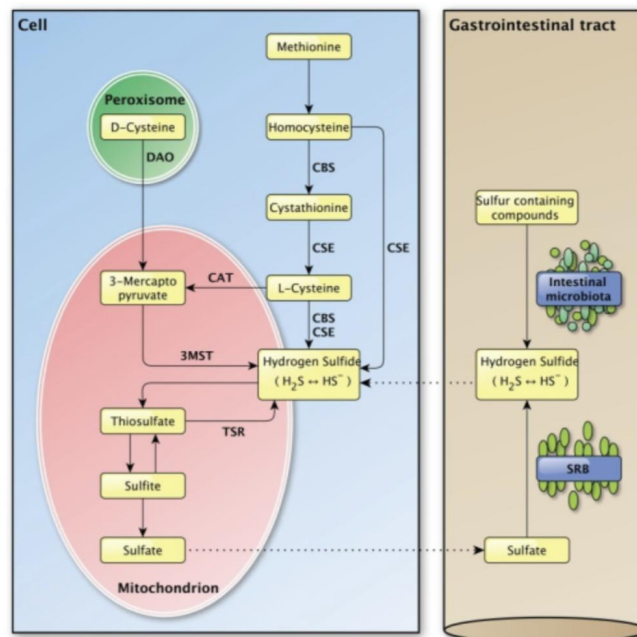 Cell
Gastrointestinal tract
Methionine
Peroxisome
D-Cysteine
Homocysteine
DAO
CBS
Cystathionine
Sulfur containing
compounds
CSE
CSE
3-Mercapto
pyruvate
CAT
L-Cysteine
Intestinal
microbiota
CBS
CSE
3MST
Hydrogen Sulfide
( H₂S ↔ HS⁻ )
Hydrogen Sulfide
( H₂S ↔ HS⁻ )
Thiosulfate
TSR
SRB
Sulfite
Sulfate
Sulfate
Mitochondrion